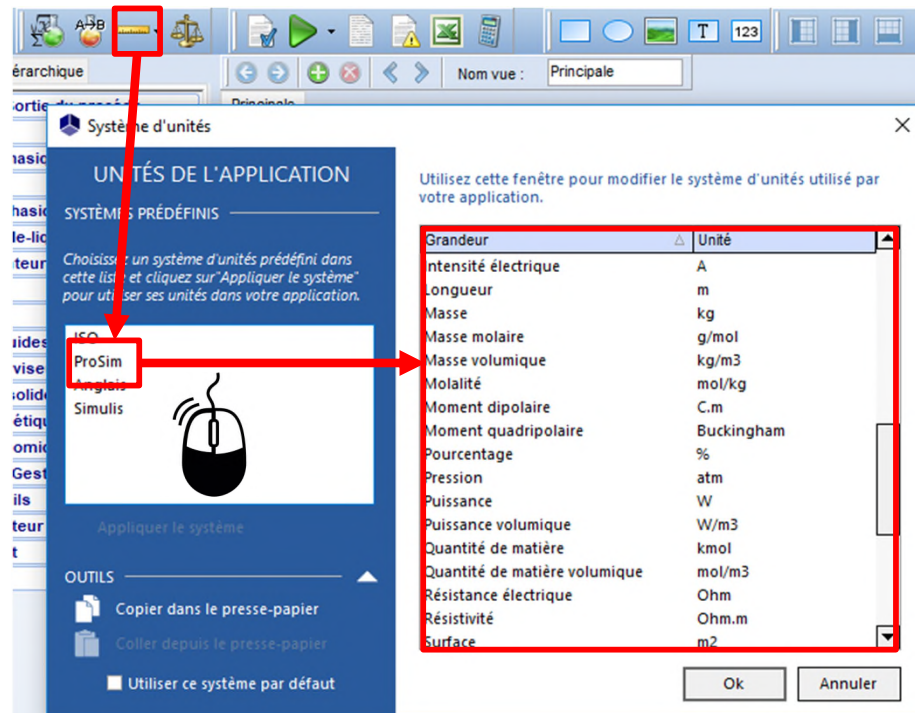 A B
T
123
Nom vue :
Principale
Système d'unités
UNITÉS DE L'APPLICATION
SYSTÈMES PRÉDÉFINIS
Choisissez un système d'unités prédéfini dans
cette liste et cliquez sur"Appliquer le système"
pour utiliser ses unités dans votre application.
ISO
ProSim
Anglais
Simulis
Appliquer le système
OUTILS
Copier dans le presse-papier
Coller depuis le presse-papier
Utiliser ce système par défaut
Utilisez cette fenêtre pour modifier le système d'unités utilisé par
votre application.
Grandeur Unité
Intensité électrique A
Longueur m
Masse kg
Masse molaire g/mol
Masse volumique kg/m3
Molalité mol/kg
Moment dipolaire C.m
Moment quadripolaire Buckingham
Pourcentage %
Pression atm
Puissance W
Puissance volumique W/m3
Quantité de matière kmol
Quantité de matière volumique mol/m3
Résistance électrique Ohm
Résistivité Ohm.m
Surface m2
Ok
Annuler